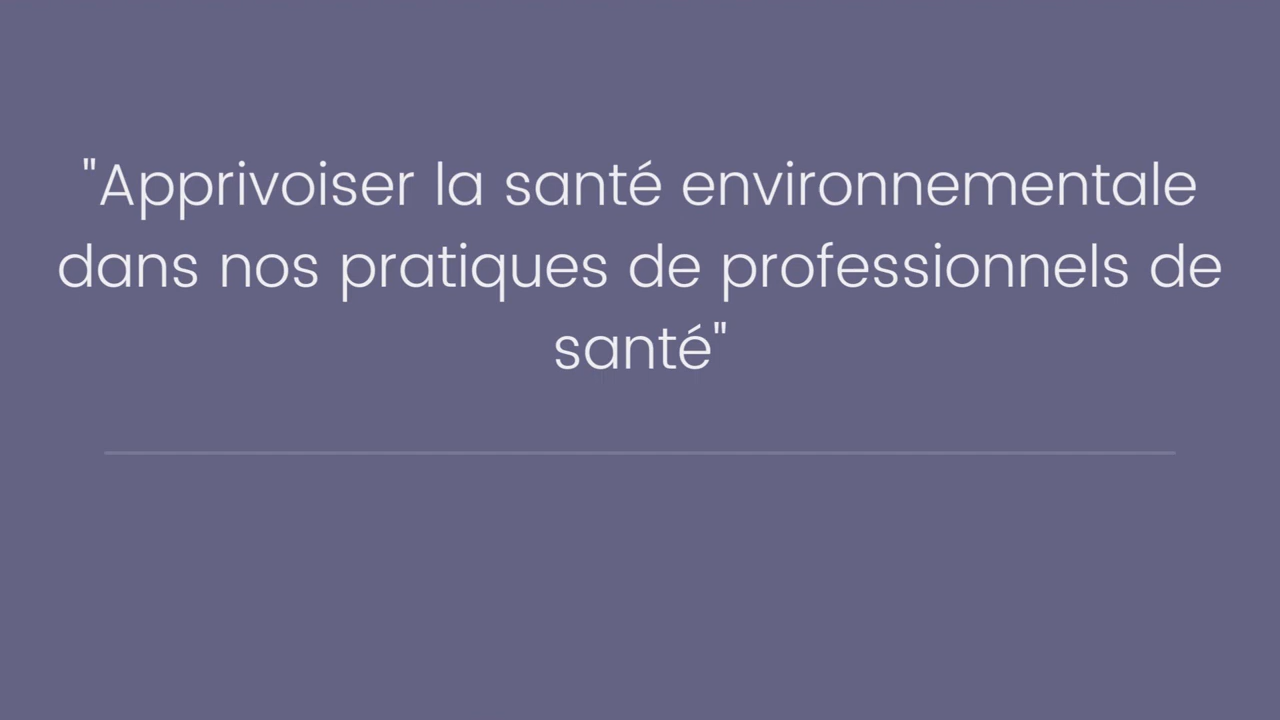 "Apprivoiser la santé environnementale
dans nos pratiques de professionnels de
santé"